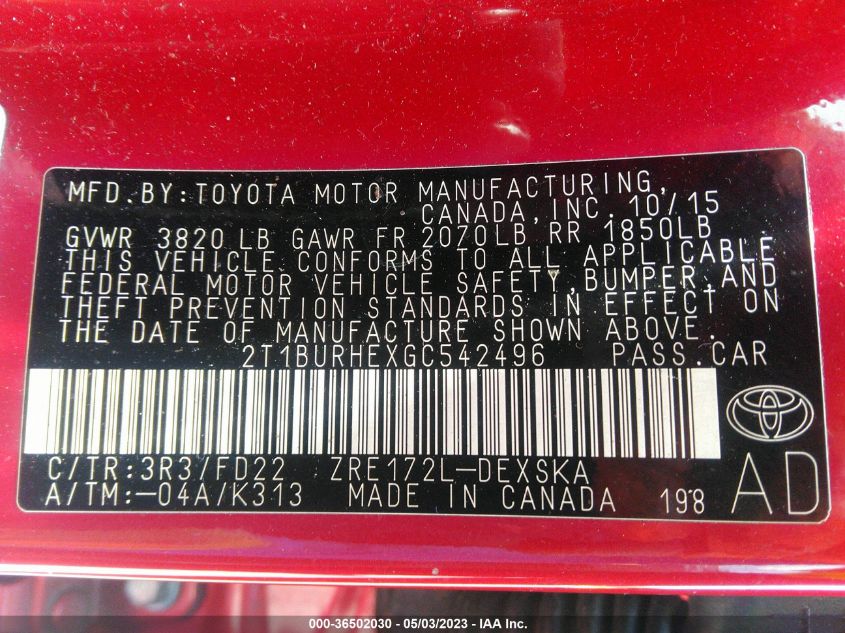 MFD.BY:TOYOTA MOTOR MANUFACTURING,
CANADA,INC. 10/15
GVWR 3820 LB GAWR FR 2070LB RR 1850LB
THIS VEHICLE CONFORMS TO ALL APPLICABLE
FEDERAL MOTOR VEHICLE SAFETY,BUMPER,AND
THEFT PREVENTION STANDARDS IN EFFECT ON
THE DATE OF MANUFACTURE SHOWN ABOVE.
2T1BURHEXGC542496 PASS.CAR
C/TR:3R3/FD22 ZRE172L-DEXSKA
A/TM:-04A/K313 MADE IN CANADA 198
AD
000-36502030 - 05/03/2023 - IAA Inc.